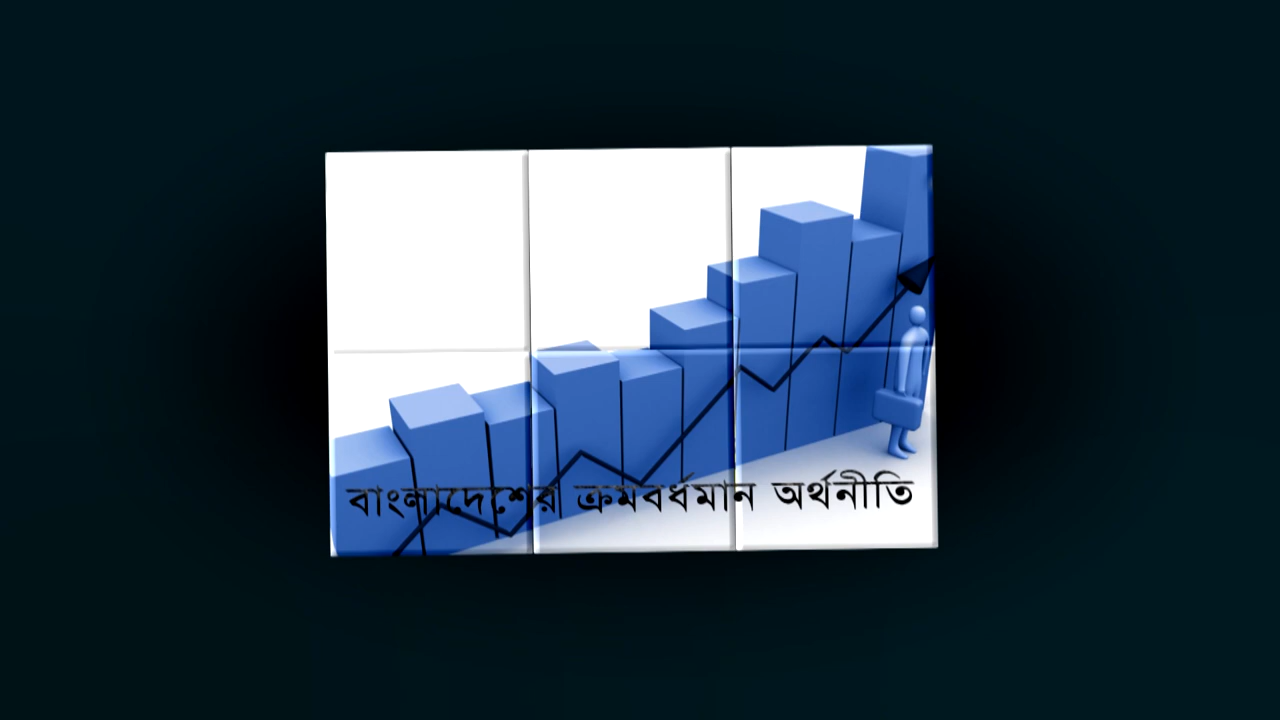 বাংলাদেশের ক্রমবর্ধমান অর্থনীতি